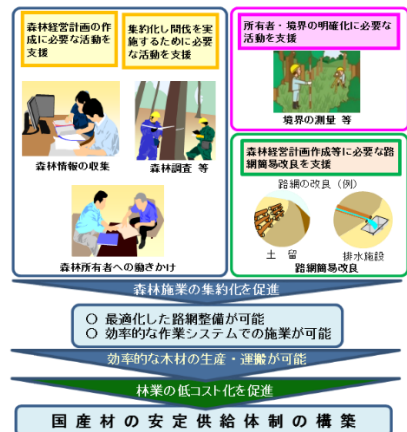 森林経営計画の作
成に必要な活動を
支援
集約化し間伐を実
施するために必要
な活動を支援
森林情報の収集
森林調査 等
森林所有者への働きかけ
所有者・境界の明確化に必要な
活動を支援
境界の測量 等
森林経営計画作成等に必要な路
網簡易改良を支援
路網の改良（例）
土 留
排水施設
路網簡易改良
森林施業の集約化を促進
○ 最適化した路網整備が可能
○ 効率的な作業システムでの施業が可能
効率的な木材の生産・運搬が可能
林業の低コスト化を促進
国産材の安定供給体制の構築